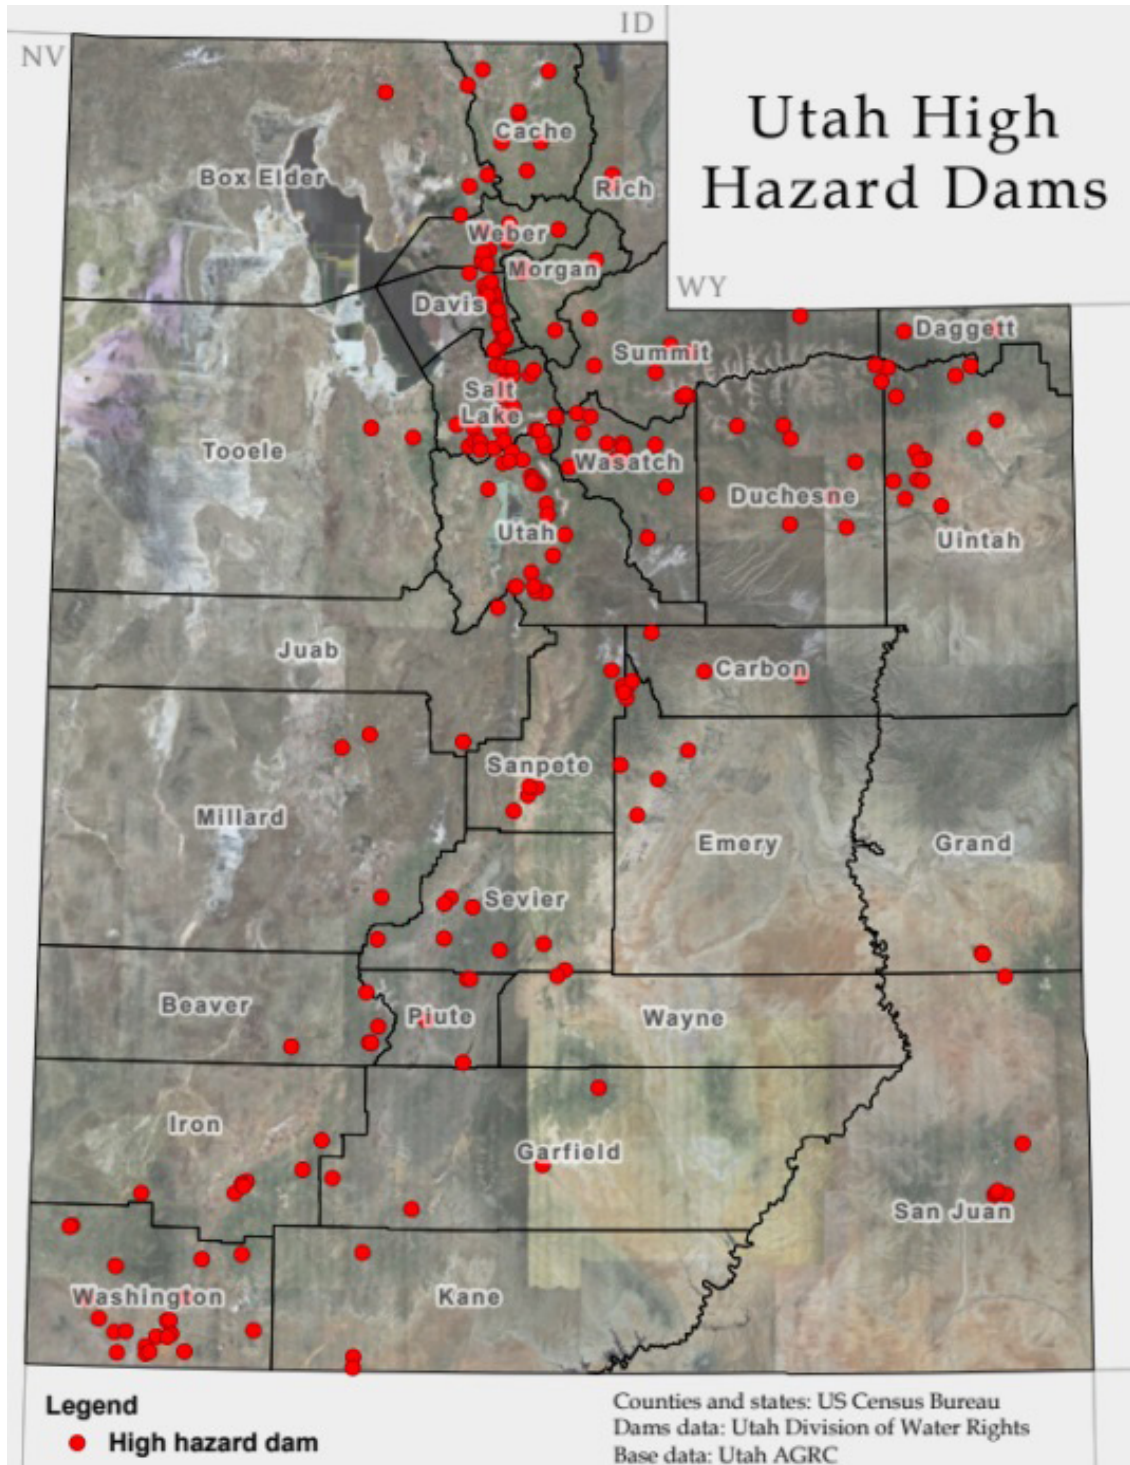 ID
NV
Utah High
Hazard Dams
Cache
Box Elder
Rich
Weber
Morgan
WY
Davis
Daggett
Summit
Salt
Lake
Tooele
Wasatch
Duchesne
Utah
Uintah
Juab
Carbon
Sanpete
Millard
Emery
Grand
Sevier
Beaver
Piute
Wayne
Iron
Garfield
San Juan
Washington
Kane
Legend
High hazard dam
Counties and states: US Census Bureau
Dams data: Utah Division of Water Rights
Base data: Utah AGRC